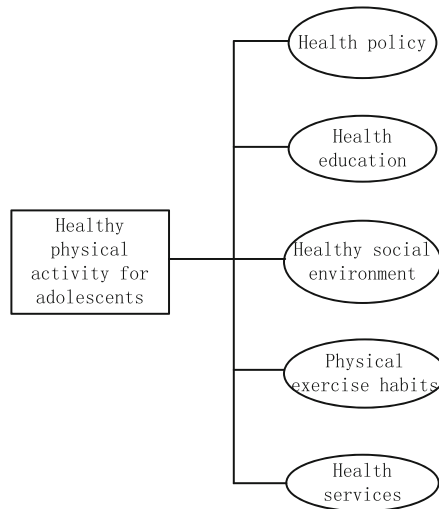 Health policy
Health
education
Healthy
physical
activity for
adolescents
Healthy social
environment
Physical
exercise habits
Health
services